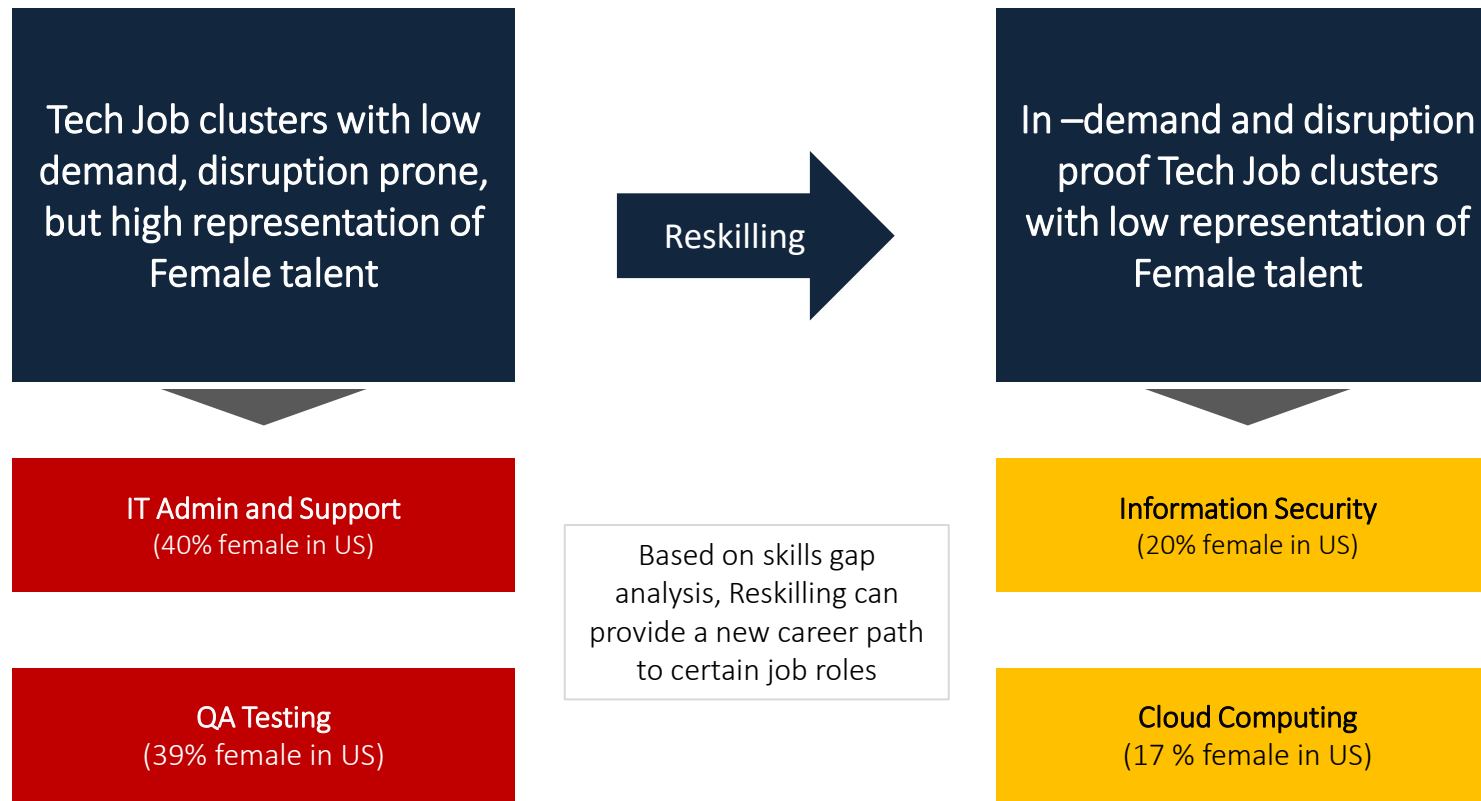 Tech Job clusters with low
demand, disruption prone,
but high representation of
Female talent
Reskilling
In –demand and disruption
proof Tech Job clusters
with low representation of
Female talent
IT Admin and Support
(40% female in US)
QA Testing
(39% female in US)
Based on skills gap
analysis, Reskilling can
provide a new career path
to certain job roles
Information Security
(20% female in US)
Cloud Computing
(17 % female in US)